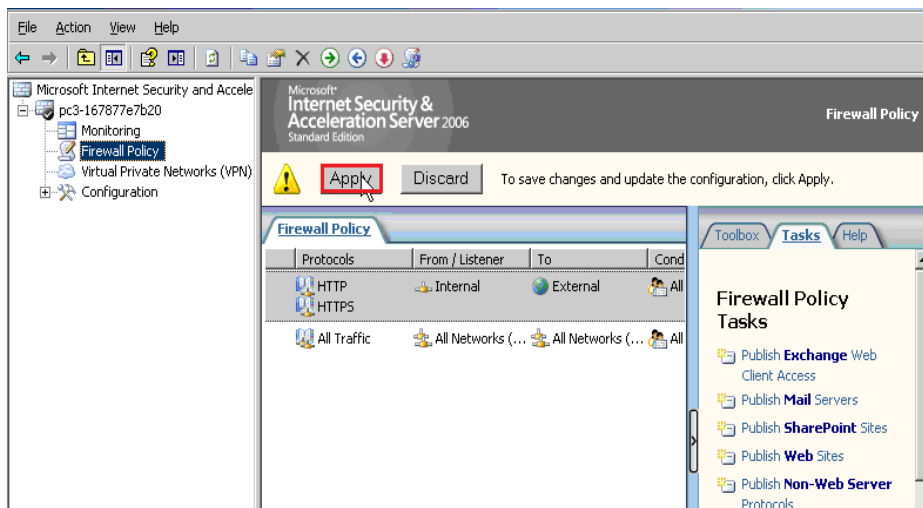 File Action View Help
Microsoft Internet Security and Accele
pc3-167877e7b20
Monitoring
Firewall Policy
Virtual Private Networks (VPN)
Configuration
Microsoft
Internet Security &
Acceleration Server 2006
Standard Edition
Firewall Policy
Apply Discard To save changes and update the configuration, click Apply.
Firewall Policy
Protocols From / Listener To Cond
HTTP Internal External All
HTTPS
All Traffic All Networks (... All Networks (... All
Toolbox Tasks Help
Firewall Policy
Tasks
Publish Exchange Web
Client Access
Publish Mail Servers
Publish SharePoint Sites
Publish Web Sites
Publish Non-Web Server
Protocols